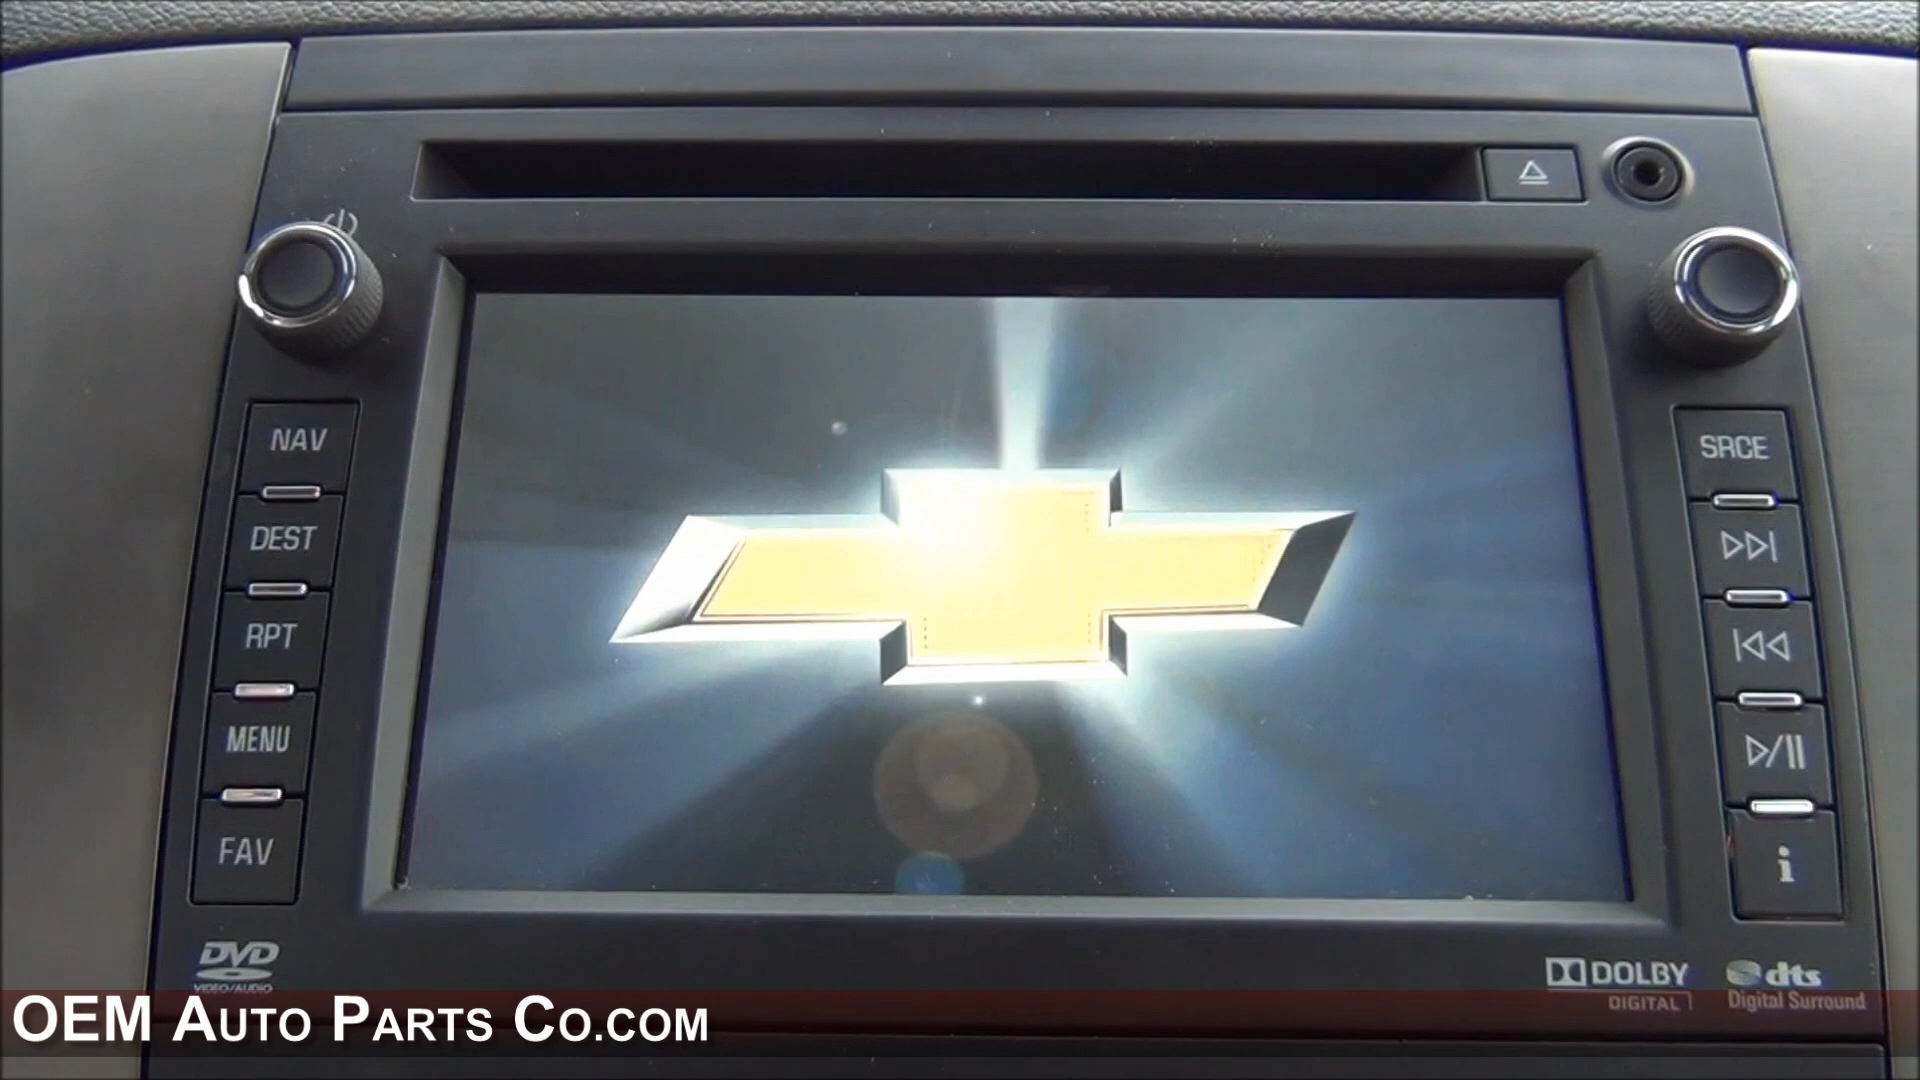 NAV
DEST
RPT
MENU
FAV
SRCE
i
DVD
VIDEO/AUDIO
DOLBY
DIGITAL
dts
Digital Surround
OEM AUTO PARTS CO.COM